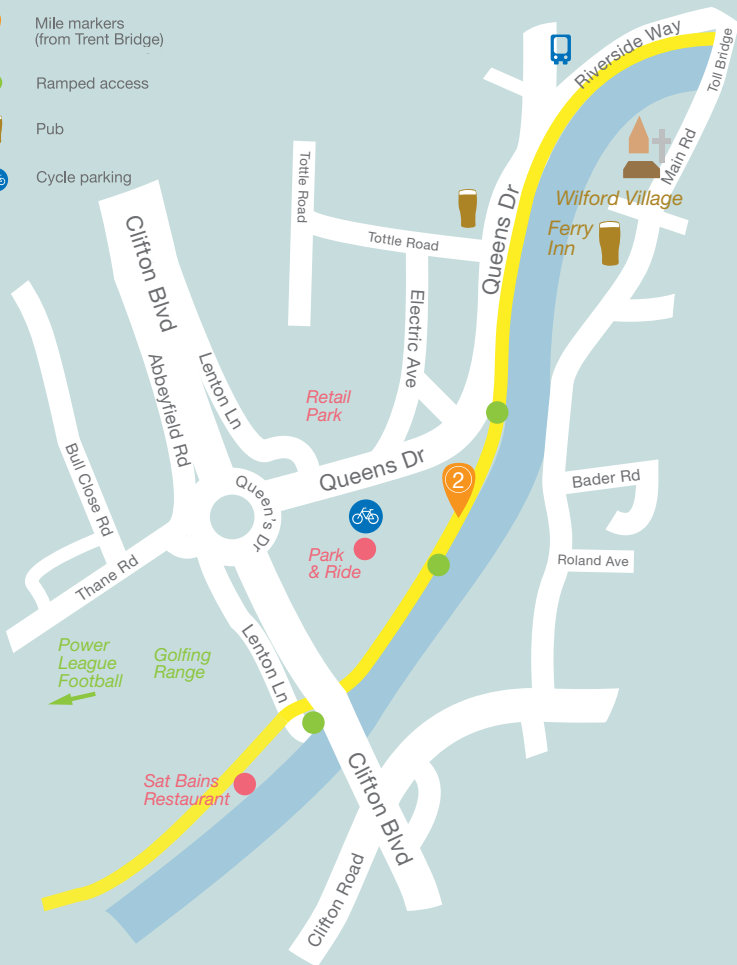 Mile markers
(from Trent Bridge)
Ramped access
Pub
Cycle parking
Riverside Way
Toll Bridge
Main Rd
Wilford Village
Ferry
Inn
Queens Dr
Tottle Road
Tottle Road
Electric Ave
Clifton Blvd
Abbeyfield Rd
Lenton Ln
Retail
Park
Bull Close Rd
Queens Dr
Queen's Dr
2
Bader Rd
Roland Ave
Park
& Ride
Thane Rd
Power
League
Football
Golfing
Range
Lenton Ln
Sat Bains
Restaurant
Clifton Blvd
Clifton Road